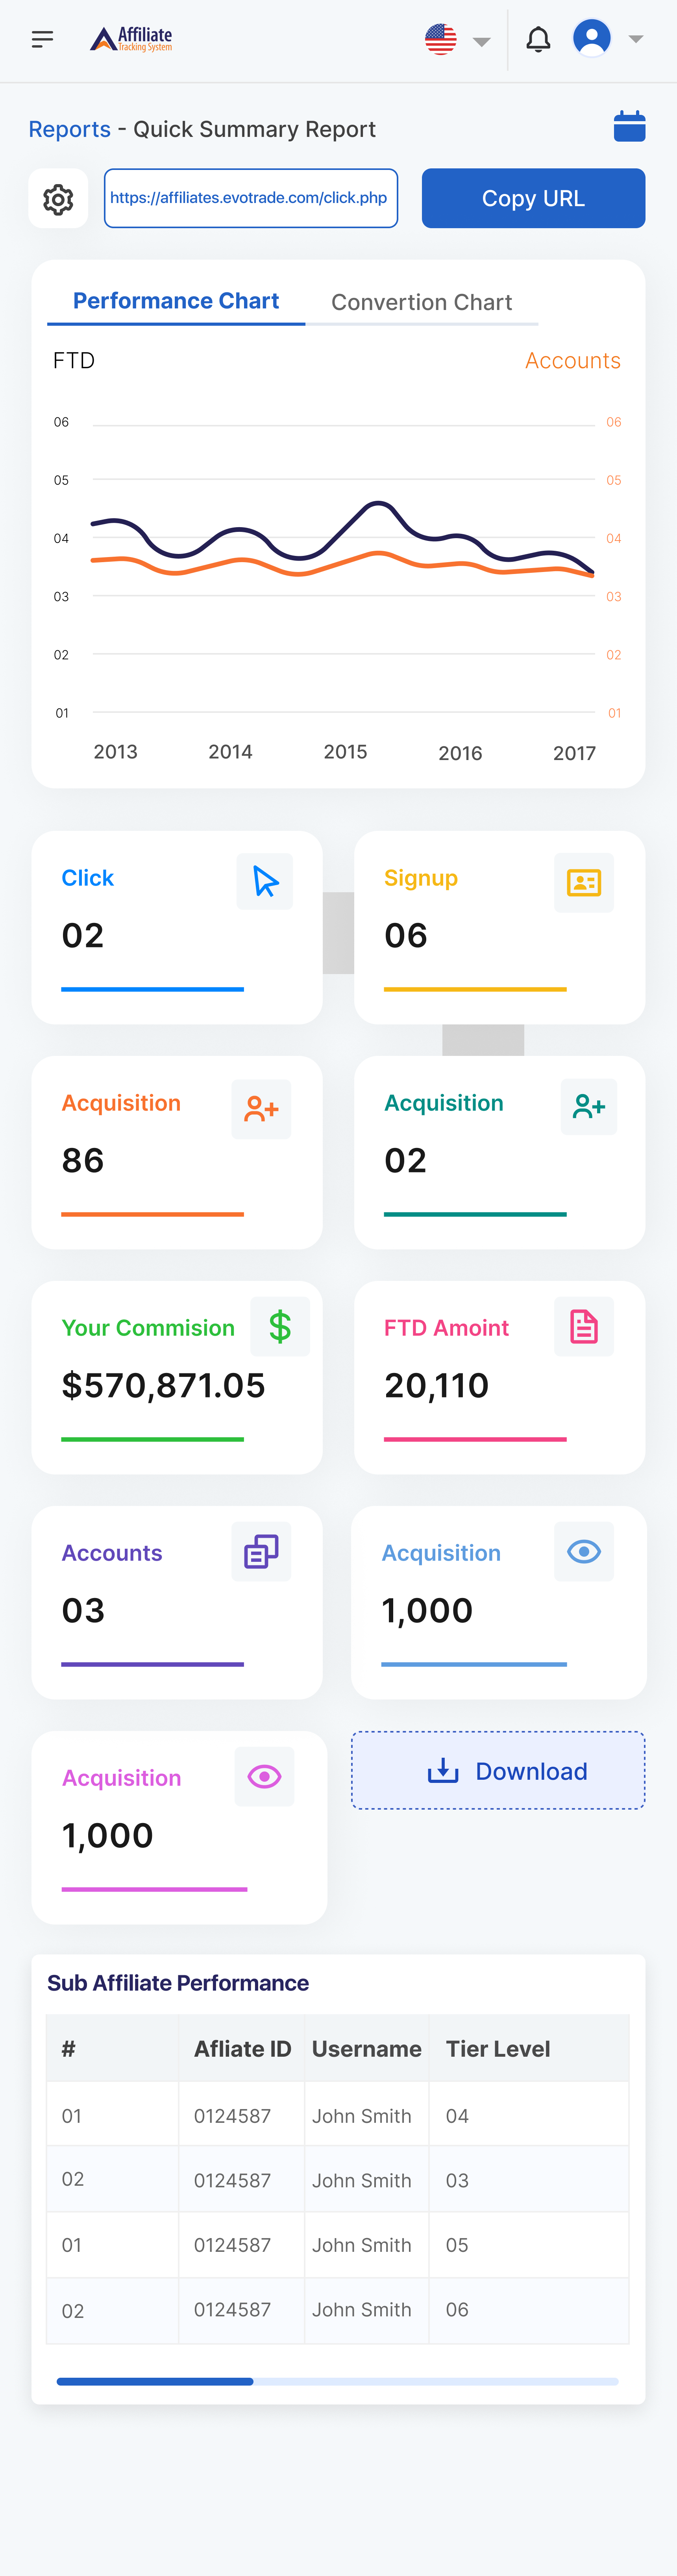 Affiliate
Tracking System
Reports - Quick Summary Report
https://affiliates.evotrade.com/click.php
Copy URL
Performance Chart
Convertion Chart
FTD
Accounts
06 06
05 05
04 04
03 03
02 02
01 01
2013 2014 2015 2016 2017
Click
02
Signup
06
Acquisition
86
Acquisition
02
Your Commision
$570,871.05
FTD Amoint
20,110
Accounts
03
Acquisition
1,000
Acquisition
1,000
Download
Sub Affiliate Performance
# Afliate ID Username Tier Level
01 0124587 John Smith 04
02 0124587 John Smith 03
01 0124587 John Smith 05
02 0124587 John Smith 06